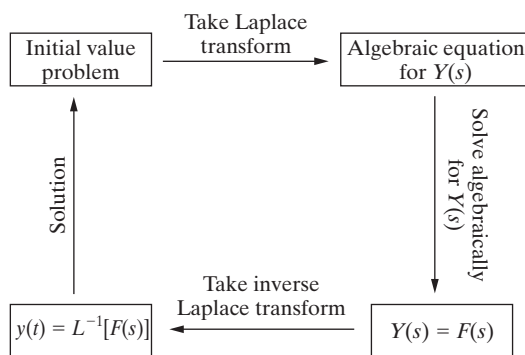 Take Laplace
transform
Initial value
problem
Algebraic equation
for Y(s)
Solve algebraically
for Y(s)
Solution
Take inverse
Laplace transform
y(t) = L⁻¹[F(s)]
Y(s) = F(s)